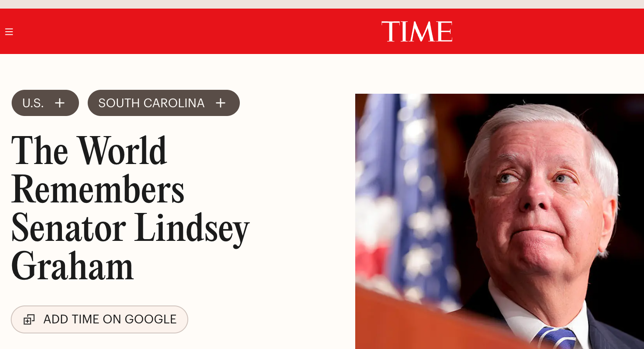 TIME
U.S. +
SOUTH CAROLINA +
The World
Remembers
Senator Lindsey
Graham
ADD TIME ON GOOGLE